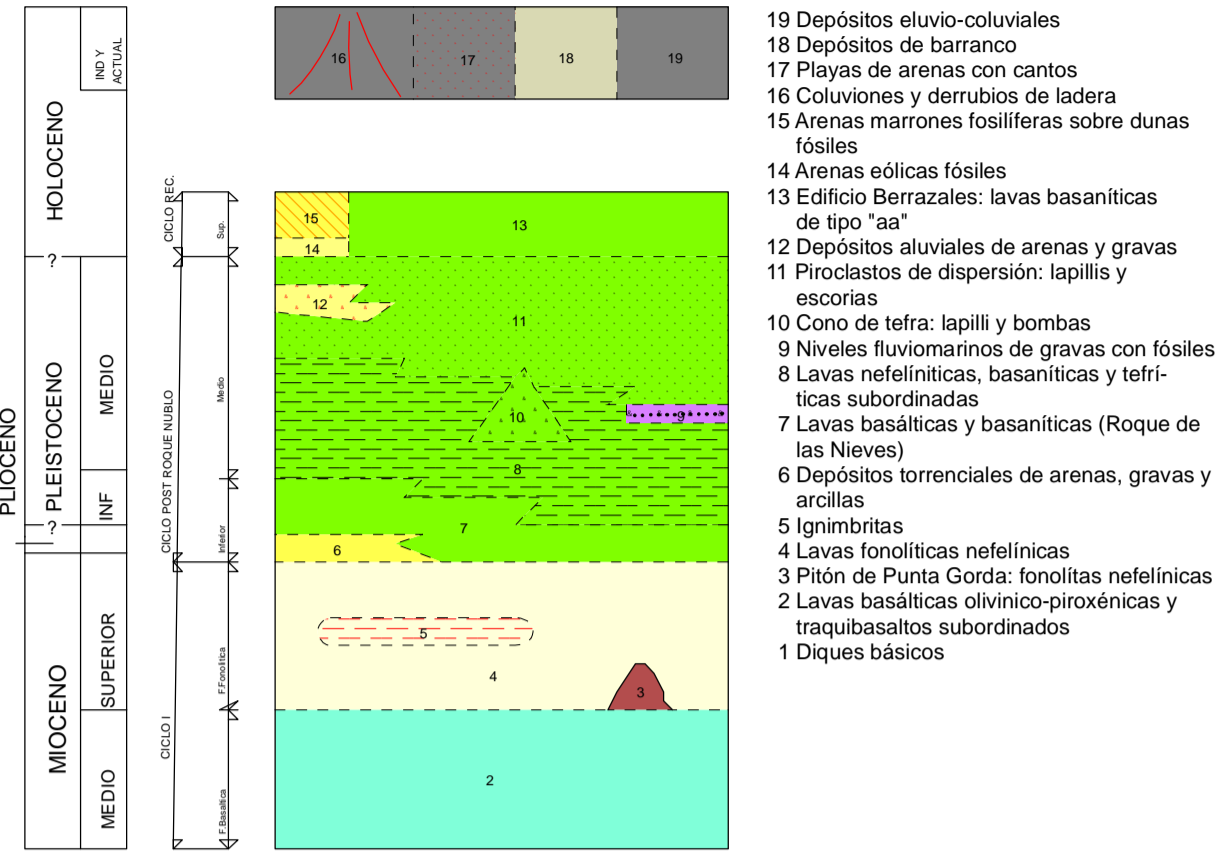 PLIOCENO
HOLOCENO
IND Y
ACTUAL
?
PLEISTOCENO
MEDIO
INF
?
MIOCENO
SUPERIOR
MEDIO
CICLO REC.
Sup.
CICLO POST ROQUE NUBLO
Medio
Inferior
CICLO I
F.Fonolitica
F.Basaltica
16
17
18
19
15
14
13
12
11
10
9
8
7
6
5
4
3
2
19 Depósitos eluvio-coluviales
18 Depósitos de barranco
17 Playas de arenas con cantos
16 Coluviones y derrubios de ladera
15 Arenas marrones fosilíferas sobre dunas
fósiles
14 Arenas eólicas fósiles
13 Edificio Berrazales: lavas basaníticas
de tipo "aa"
12 Depósitos aluviales de arenas y gravas
11 Piroclastos de dispersión: lapillis y
escorias
10 Cono de tefra: lapilli y bombas
9 Niveles fluviomarinos de gravas con fósiles
8 Lavas nefelíniticas, basaníticas y tefrí-
ticas subordinadas
7 Lavas basálticas y basaníticas (Roque de
las Nieves)
6 Depósitos torrenciales de arenas, gravas y
arcillas
5 Ignimbritas
4 Lavas fonolíticas nefelínicas
3 Pitón de Punta Gorda: fonolítas nefelínicas
2 Lavas basálticas olivinico-piroxénicas y
traquibasaltos subordinados
1 Diques básicos